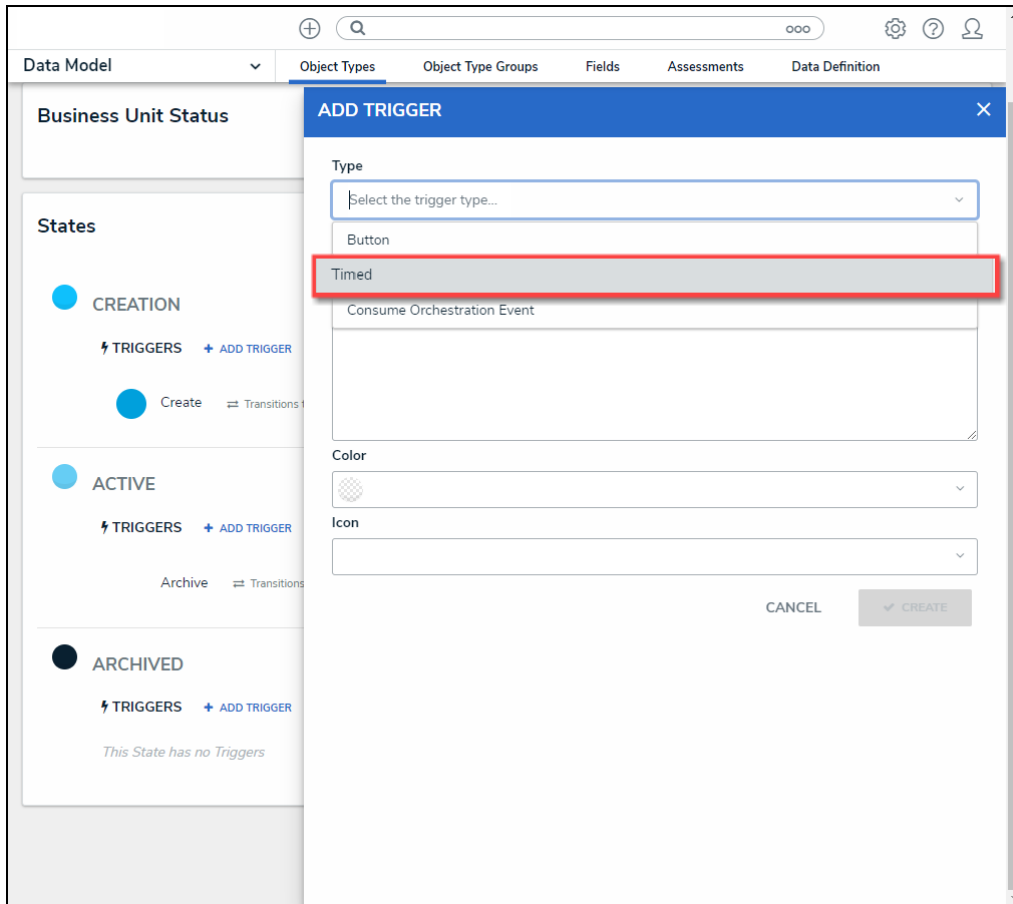 ooo
Data Model
Object Types
Object Type Groups
Fields
Assessments
Data Definition
Business Unit Status
States
CREATION
TRIGGERS
+ ADD TRIGGER
Create
Transitions t
ACTIVE
TRIGGERS
+ ADD TRIGGER
Archive
Transitions
ARCHIVED
TRIGGERS
+ ADD TRIGGER
This State has no Triggers
ADD TRIGGER
Type
Select the trigger type...
Button
Timed
Consume Orchestration Event
Color
Icon
CANCEL
CREATE